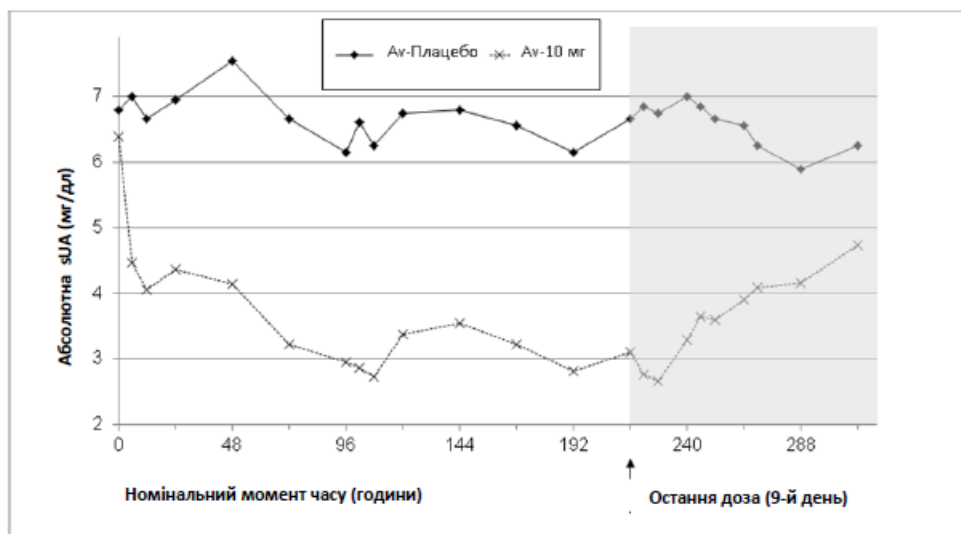 Av-Плацебо Av-10 мг
Абсолютна sUA (мг/дл)
7
6
5
4
3
2
0 48 96 144 192 240 288
Номінальний момент часу (години) Остання доза (9-й день)